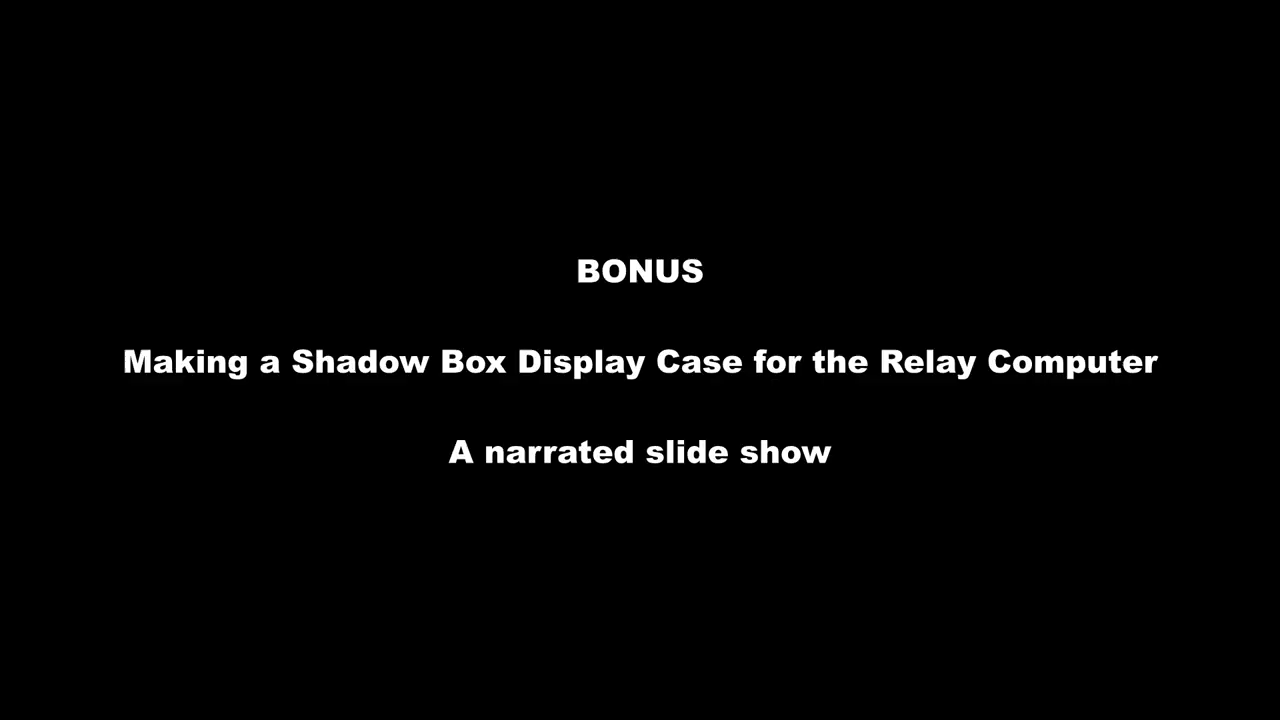 BONUS
Making a Shadow Box Display Case for the Relay Computer
A narrated slide show